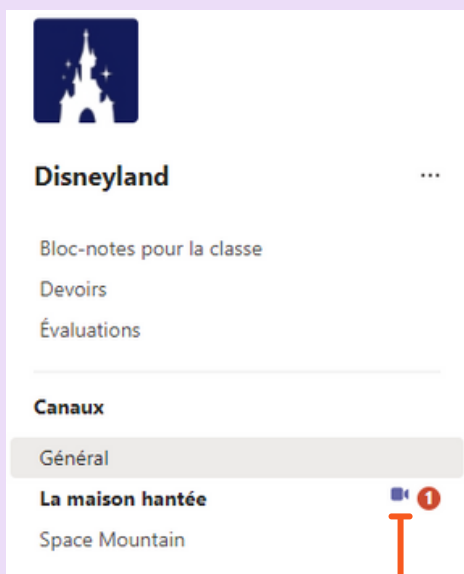 Disneyland ...
Bloc-notes pour la classe
Devoirs
Évaluations
Canaux
Général
La maison hantée 1
Space Mountain